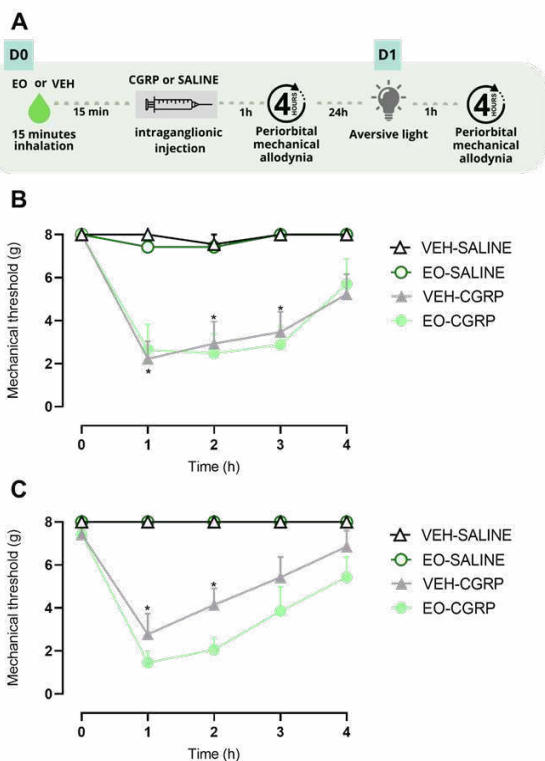 A
D0
D1
EO or VEH
CGRP or SALINE
15 min
1h
4 HOURS
24h
1h
4 HOURS
15 minutes
inhalation
intraganglionic
injection
Periorbital
mechanical
allodynia
Aversive light
Periorbital
mechanical
allodynia
B
Mechanical threshold (g)
8
6
4
2
0
* * * *
0 1 2 3 4
Time (h)
VEH-SALINE
EO-SALINE
VEH-CGRP
EO-CGRP
C
Mechanical threshold (g)
8
6
4
2
0
* *
0 1 2 3 4
Time (h)
VEH-SALINE
EO-SALINE
VEH-CGRP
EO-CGRP